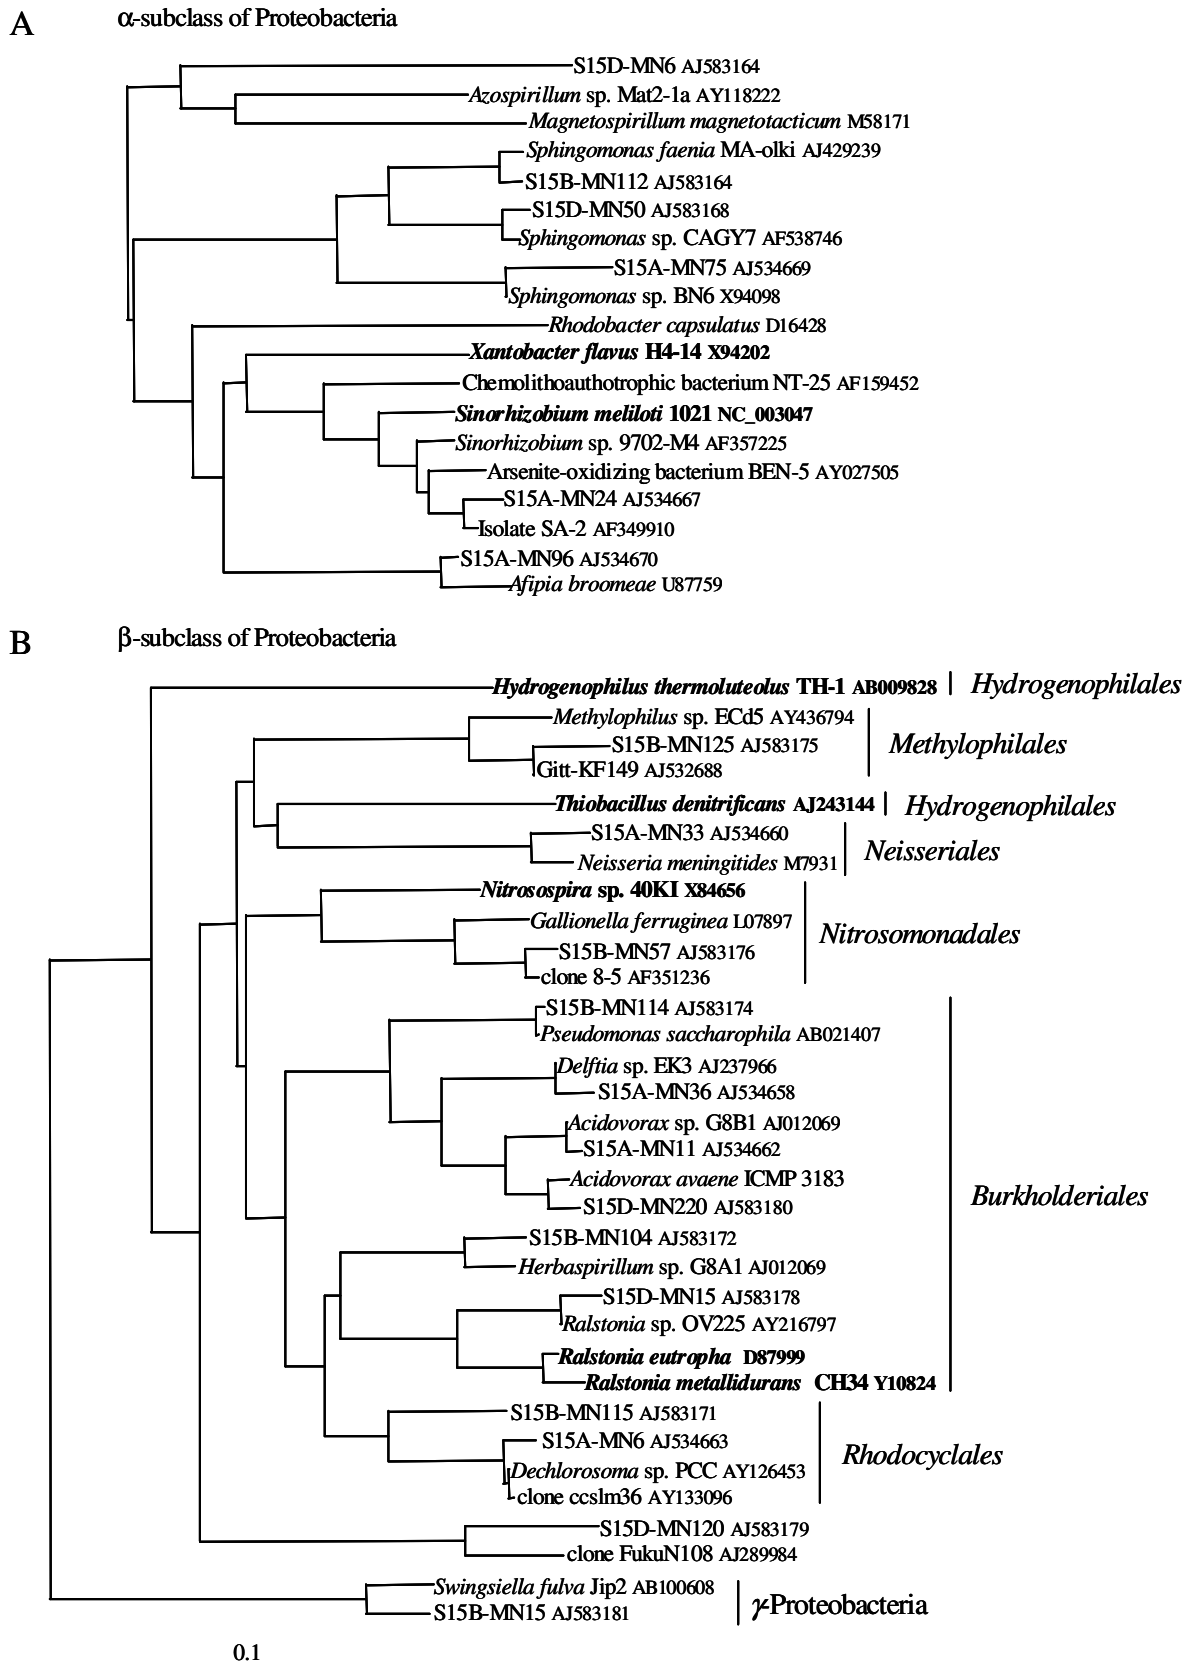 A
α-subclass of Proteobacteria
S15D-MN6 AJ583164
Azospirillum sp. Mat2-1a AY118222
Magnetospirillum magnetotacticum M58171
Sphingomonas faenia MA-olki AJ429239
S15B-MN112 AJ583164
S15D-MN50 AJ583168
Sphingomonas sp. CAGY7 AF538746
S15A-MN75 AJ534669
Sphingomonas sp. BN6 X94098
Rhodobacter capsulatus D16428
Xantobacter flavus H4-14 X94202
Chemolithoauthotrophic bacterium NT-25 AF159452
Sinorhizobium meliloti 1021 NC_003047
Sinorhizobium sp. 9702-M4 AF357225
Arsenite-oxidizing bacterium BEN-5 AY027505
S15A-MN24 AJ534667
Isolate SA-2 AF349910
S15A-MN96 AJ534670
Afipia broomeae U87759
B
β-subclass of Proteobacteria
Hydrogenophilus thermoluteolus TH-1 AB009828
Hydrogenophilales
Methylophilus sp. ECd5 AY436794
S15B-MN125 AJ583175
Gitt-KF149 AJ532688
Methylophilales
Thiobacillus denitrificans AJ243144
Hydrogenophilales
S15A-MN33 AJ534660
Neisseria meningitides M7931
Neisseriales
Nitrosospira sp. 40KI X84656
Gallionella ferruginea L07897
S15B-MN57 AJ583176
clone 8-5 AF351236
Nitrosomonadales
S15B-MN114 AJ583174
Pseudomonas saccharophila AB021407
Delftia sp. EK3 AJ237966
S15A-MN36 AJ534658
Acidovorax sp. G8B1 AJ012069
S15A-MN11 AJ534662
Acidovorax avaene ICMP 3183
S15D-MN220 AJ583180
S15B-MN104 AJ583172
Herbaspirillum sp. G8A1 AJ012069
S15D-MN15 AJ583178
Ralstonia sp. OV225 AY216797
Ralstonia eutropha D87999
Ralstonia metallidurans CH34 Y10824
Burkholderiales
S15B-MN115 AJ583171
S15A-MN6 AJ534663
Dechlorosoma sp. PCC AY126453
clone ccslm36 AY133096
Rhodocyclales
S15D-MN120 AJ583179
clone FukuN108 AJ289984
Swingsiella fulva Jip2 AB100608
S15B-MN15 AJ583181
γ-Proteobacteria
0.1